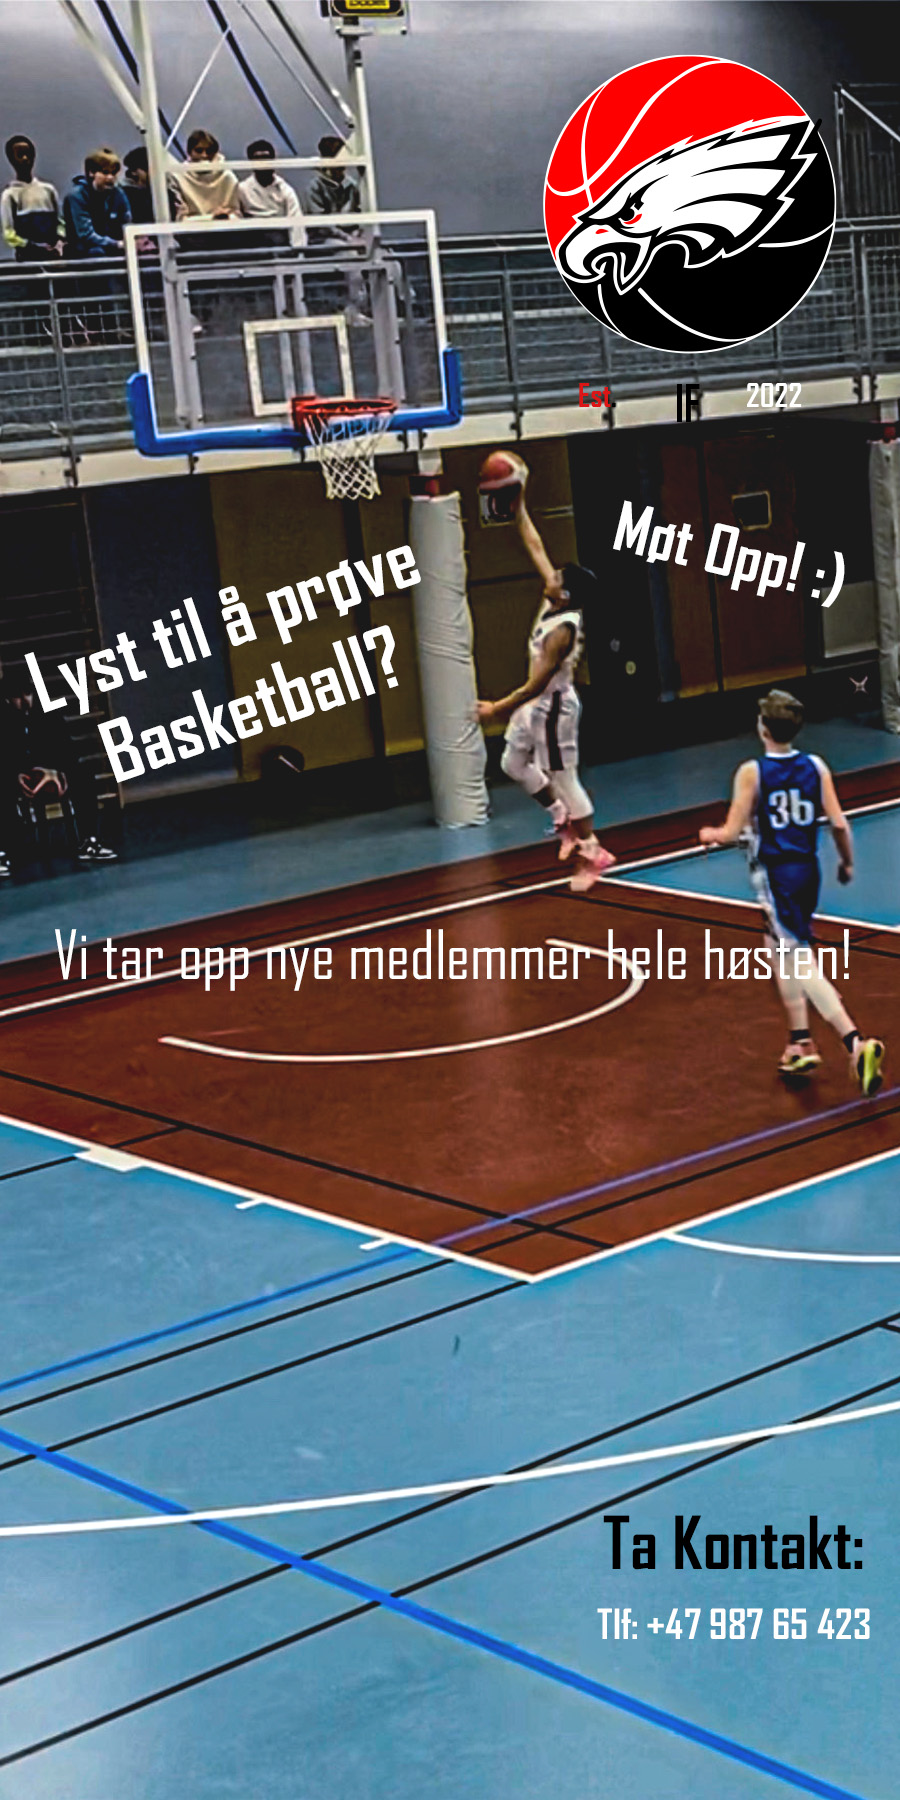 Est. IF 2022
Møt Opp! :)
Lyst til å prøve
Basketball?
36
Vi tar opp nye medlemmer hele høsten!
Ta Kontakt:
Tlf: +47 987 65 423